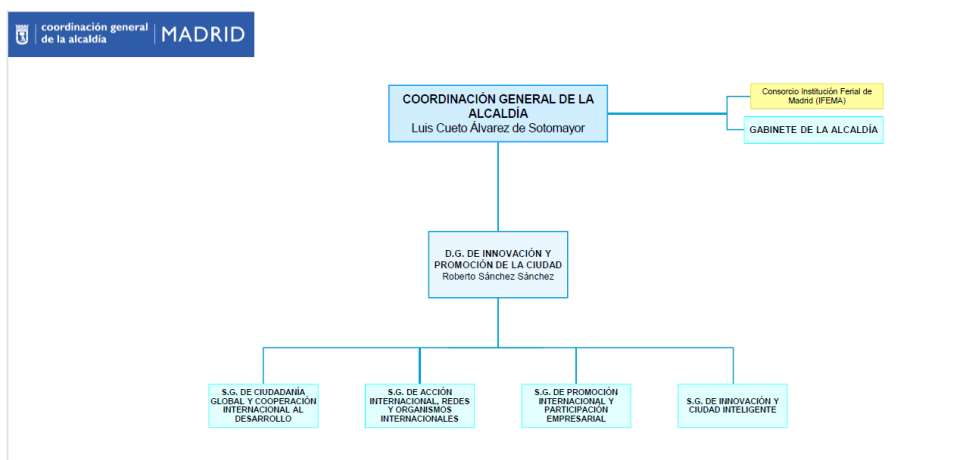 coordinación general
de la alcaldía
MADRID
COORDINACIÓN GENERAL DE LA
ALCALDÍA
Luis Cueto Álvarez de Sotomayor
Consorcio Institución Ferial de
Madrid (IFEMA)
GABINETE DE LA ALCALDÍA
D.G. DE INNOVACIÓN Y
PROMOCIÓN DE LA CIUDAD
Roberto Sánchez Sánchez
S.G. DE CIUDADANÍA
GLOBAL Y COOPERACIÓN
INTERNACIONAL AL
DESARROLLO
S.G. DE ACCIÓN
INTERNACIONAL, REDES
Y ORGANISMOS
INTERNACIONALES
S.G. DE PROMOCIÓN
INTERNACIONAL Y
PARTICIPACIÓN
EMPRESARIAL
S.G. DE INNOVACIÓN Y
CIUDAD INTELIGENTE